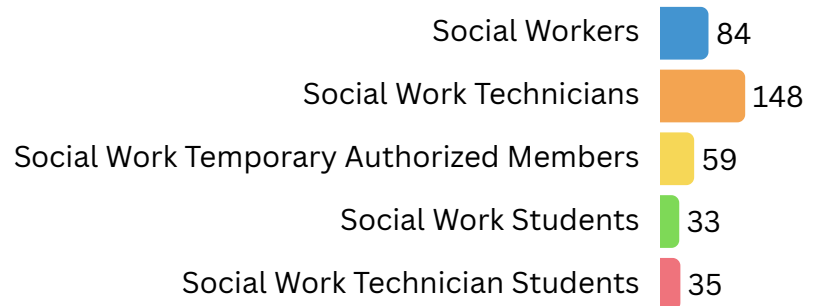 Social Workers 84
Social Work Technicians 148
Social Work Temporary Authorized Members 59
Social Work Students 33
Social Work Technician Students 35